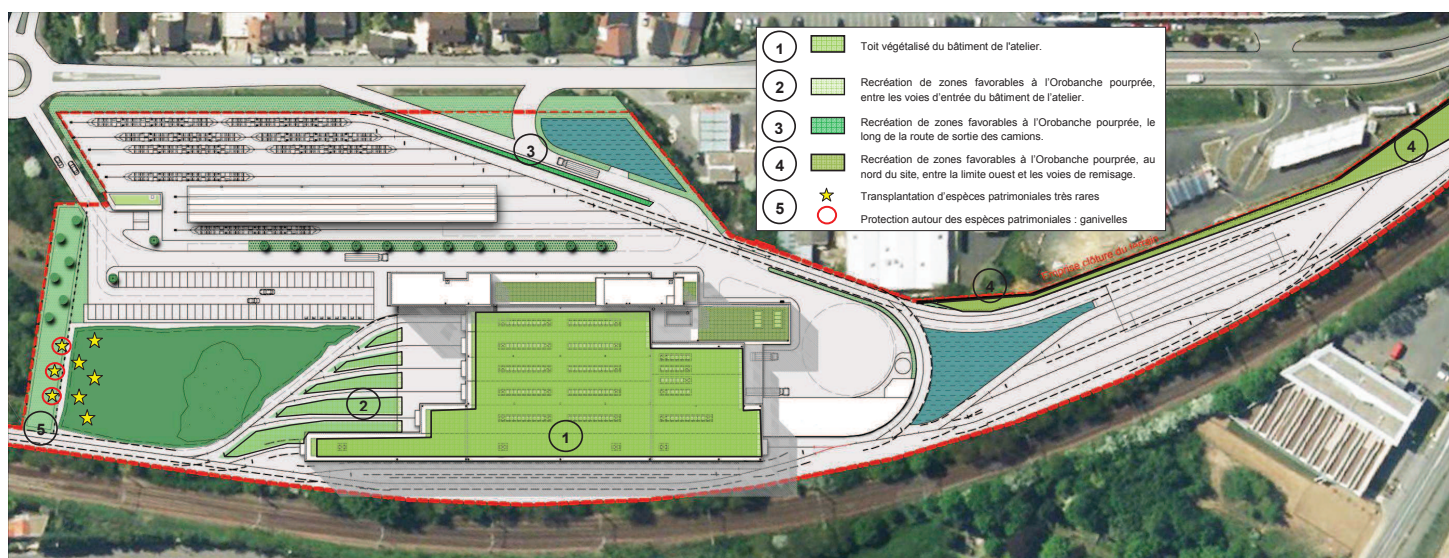 1
Toit végétalisé du bâtiment de l'atelier.
2
Recréation de zones favorables à l'Orobanche pourprée,
entre les voies d'entrée du bâtiment de l'atelier.
3
Recréation de zones favorables à l'Orobanche pourprée, le
long de la route de sortie des camions.
4
Recréation de zones favorables à l'Orobanche pourprée, au
nord du site, entre la limite ouest et les voies de remisage.
5
Transplantation d'espèces patrimoniales très rares
Protection autour des espèces patrimoniales : ganivelles
3
4
4
2
5
1